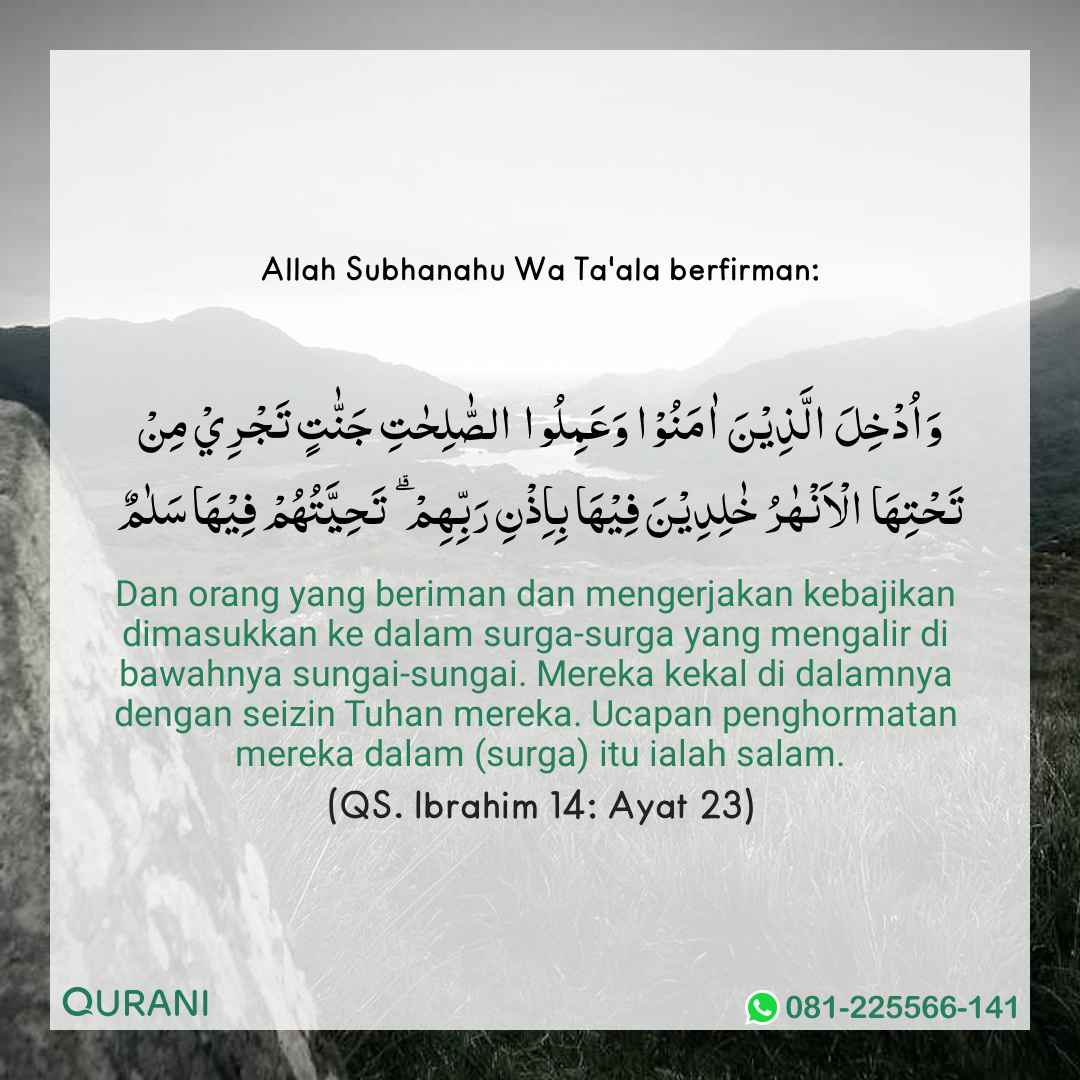 Allah Subhanahu Wa Ta'ala berfirman:
وَاُدْخِلَ الَّذِيْنَ اٰمَنُوْا وَعَمِلُوا الصّٰلِحٰتِ جَنّٰتٍ تَجْرِيْ مِنْ
تَحْتِهَا الْاَنْهٰرُ خٰلِدِيْنَ فِيْهَا بِاِذْنِ رَبِّهِمْ ۗ تَحِيَّتُهُمْ فِيْهَا سَلٰمٌ
Dan orang yang beriman dan mengerjakan kebajikan
dimasukkan ke dalam surga-surga yang mengalir di
bawahnya sungai-sungai. Mereka kekal di dalamnya
dengan seizin Tuhan mereka. Ucapan penghormatan
mereka dalam (surga) itu ialah salam.
(QS. Ibrahim 14: Ayat 23)
QURANI
081-225566-141